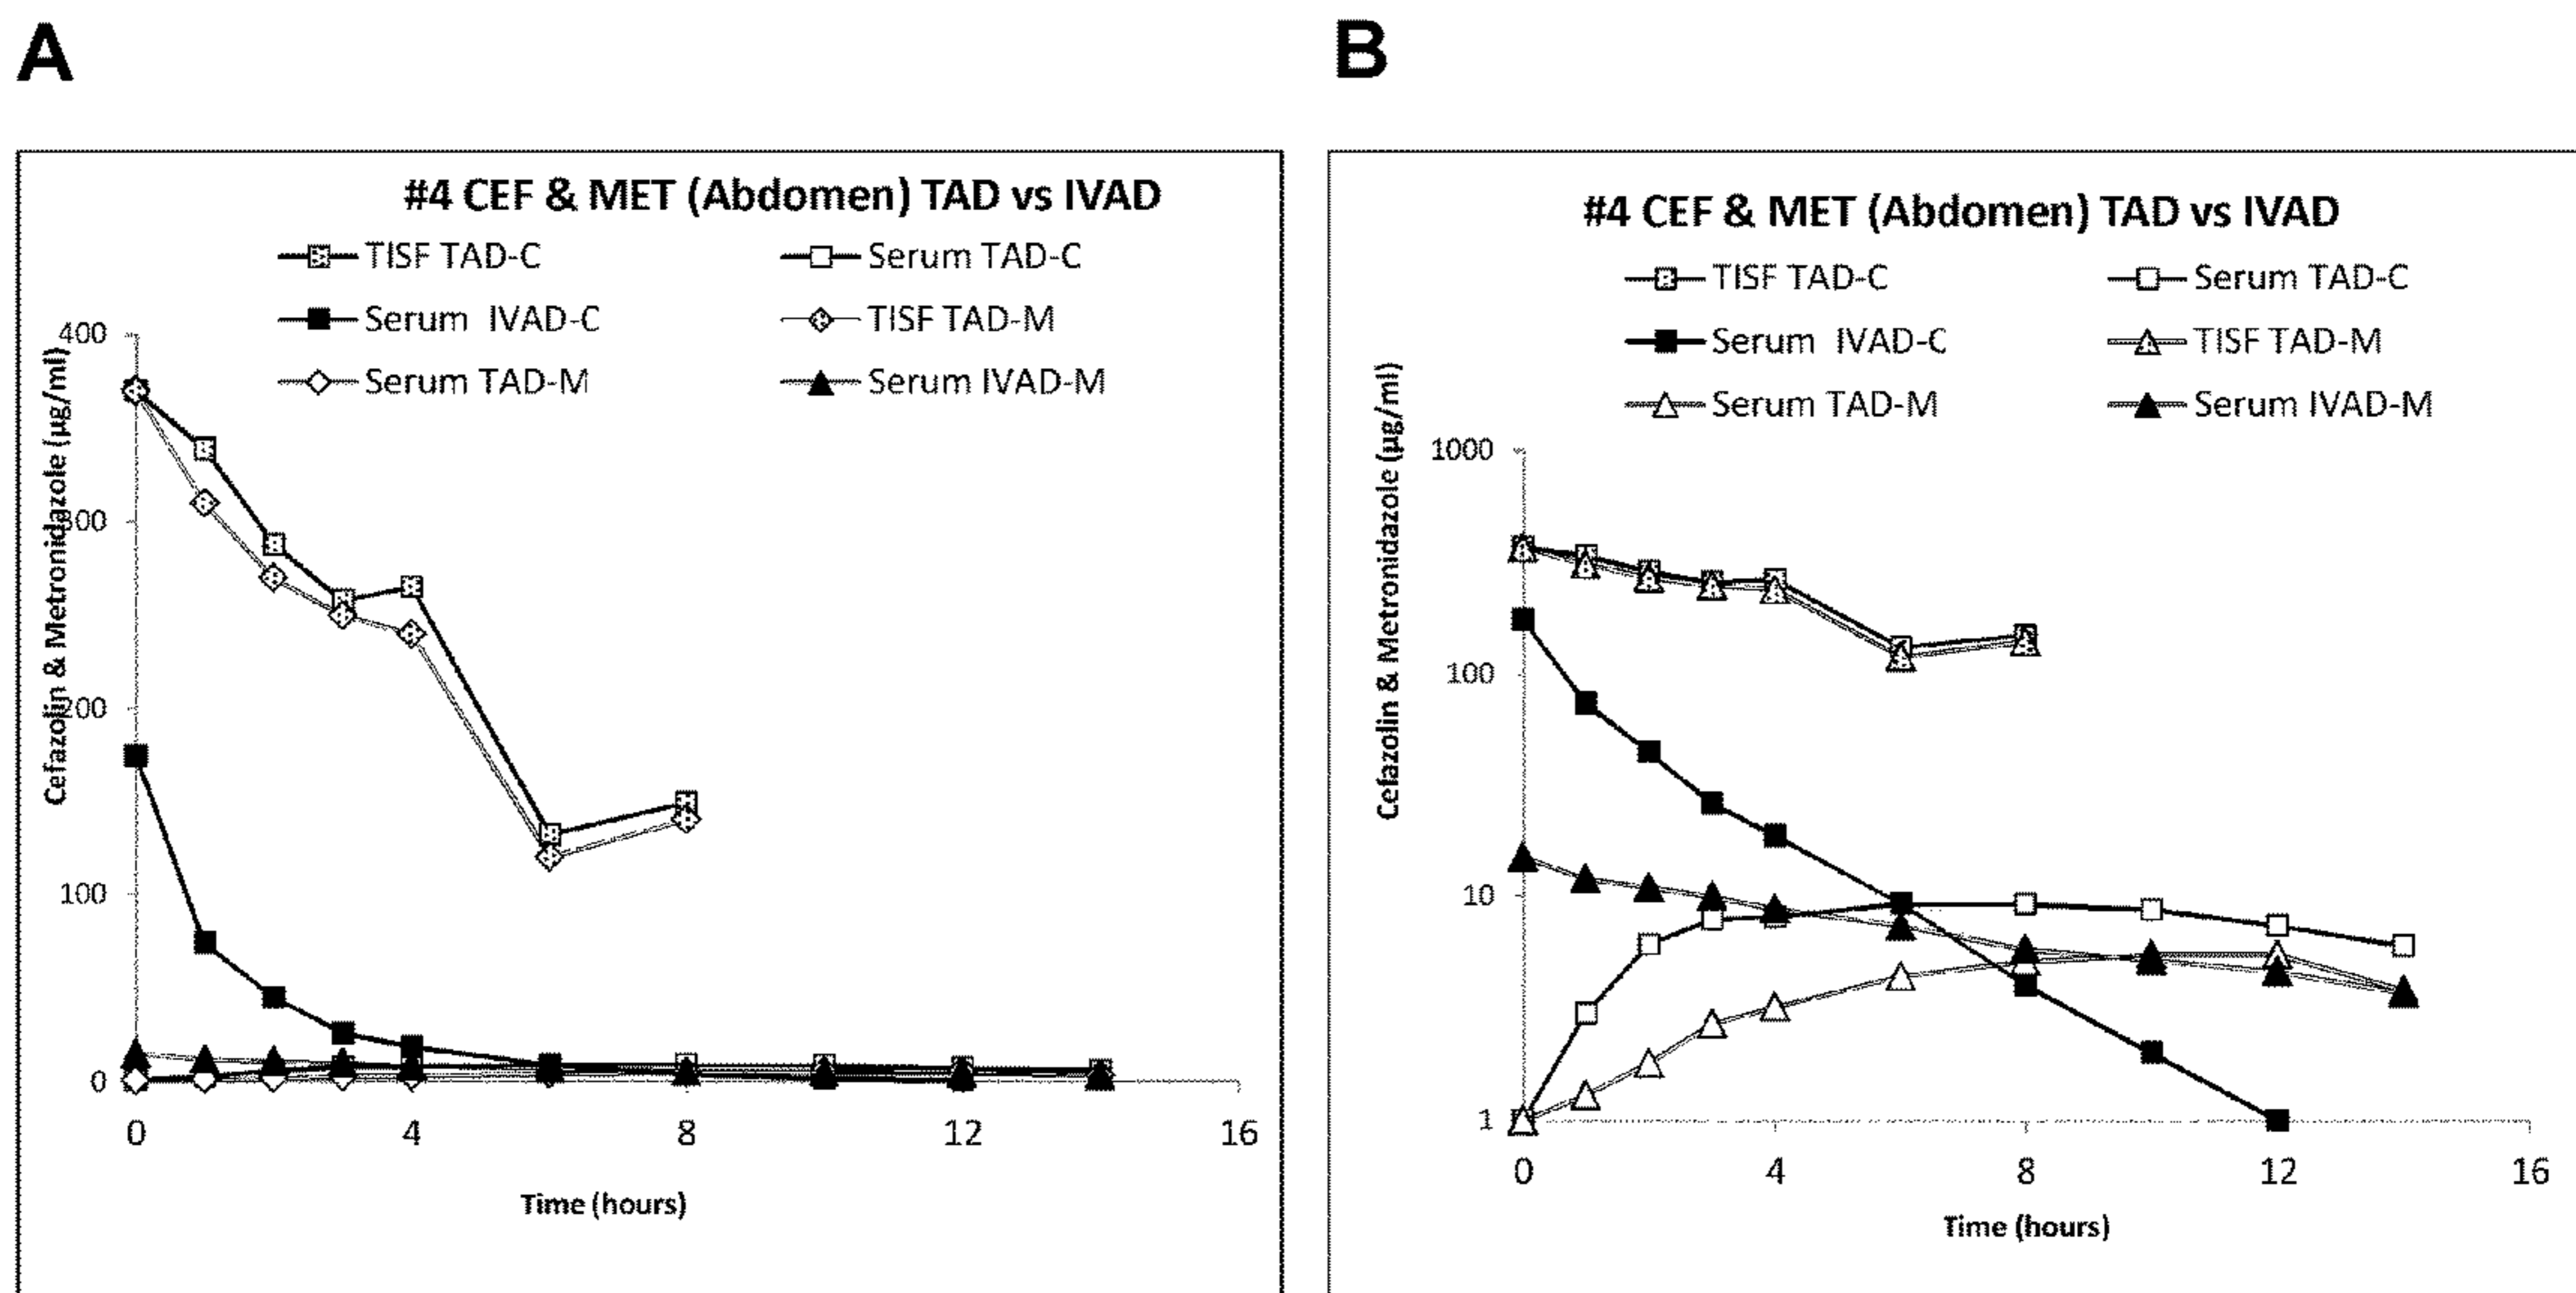 A
B
#4 CEF & MET (Abdomen) TAD vs IVAD
TISF TAD-C
Serum TAD-C
Serum IVAD-C
TISF TAD-M
Serum TAD-M
Serum IVAD-M
Cefazolin & Metronidazole (µg/ml)
400
300
200
100
0
0 4 8 12 16
Time (hours)
#4 CEF & MET (Abdomen) TAD vs IVAD
TISF TAD-C
Serum TAD-C
Serum IVAD-C
TISF TAD-M
Serum TAD-M
Serum IVAD-M
Cefazolin & Metronidazole (µg/ml)
1000
100
10
1
0 4 8 12 16
Time (hours)